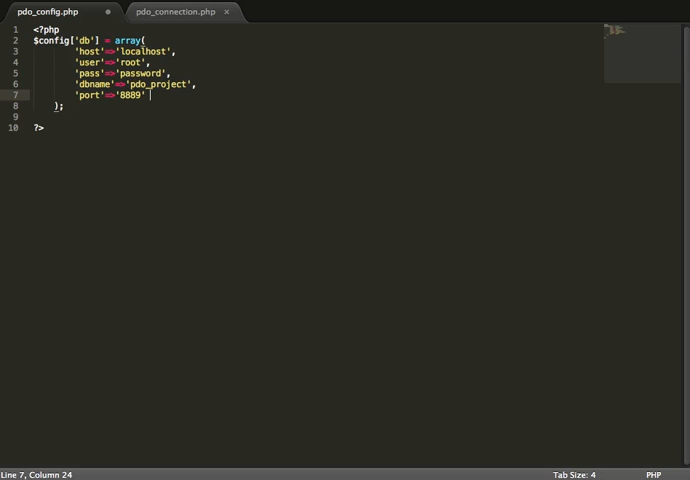 pdo_config.php
pdo_connection.php ×
1 <?php
2 $config['db'] = array(
3 'host'=>'localhost',
4 'user'=>'root',
5 'pass'=>'password',
6 'dbname'=>'pdo_project',
7 'port'=>'8889'
8 );
9
10 ?>
Line 7, Column 24
Tab Size: 4
PHP